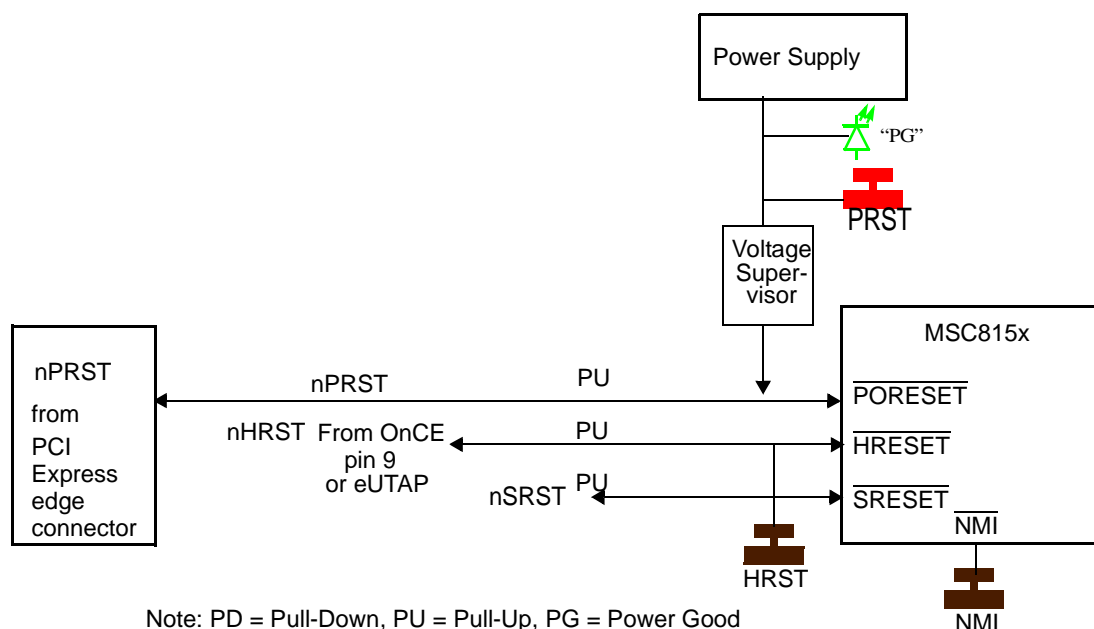 Power Supply
“PG”
PRST
Voltage
Super-
visor
MSC815x
nPRST
from
PCI
Express
edge
connector
nPRST
PU
PORESET
nHRST
From OnCE
pin 9
or eUTAP
PU
HRESET
nSRST
PU
SRESET
NMI
HRST
NMI
Note: PD = Pull-Down, PU = Pull-Up, PG = Power Good